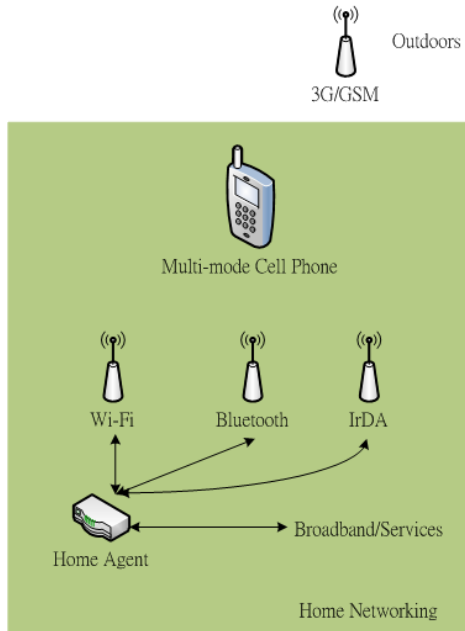 Outdoors
3G/GSM
Multi-mode Cell Phone
Wi-Fi
Bluetooth
IrDA
Broadband/Services
Home Agent
Home Networking